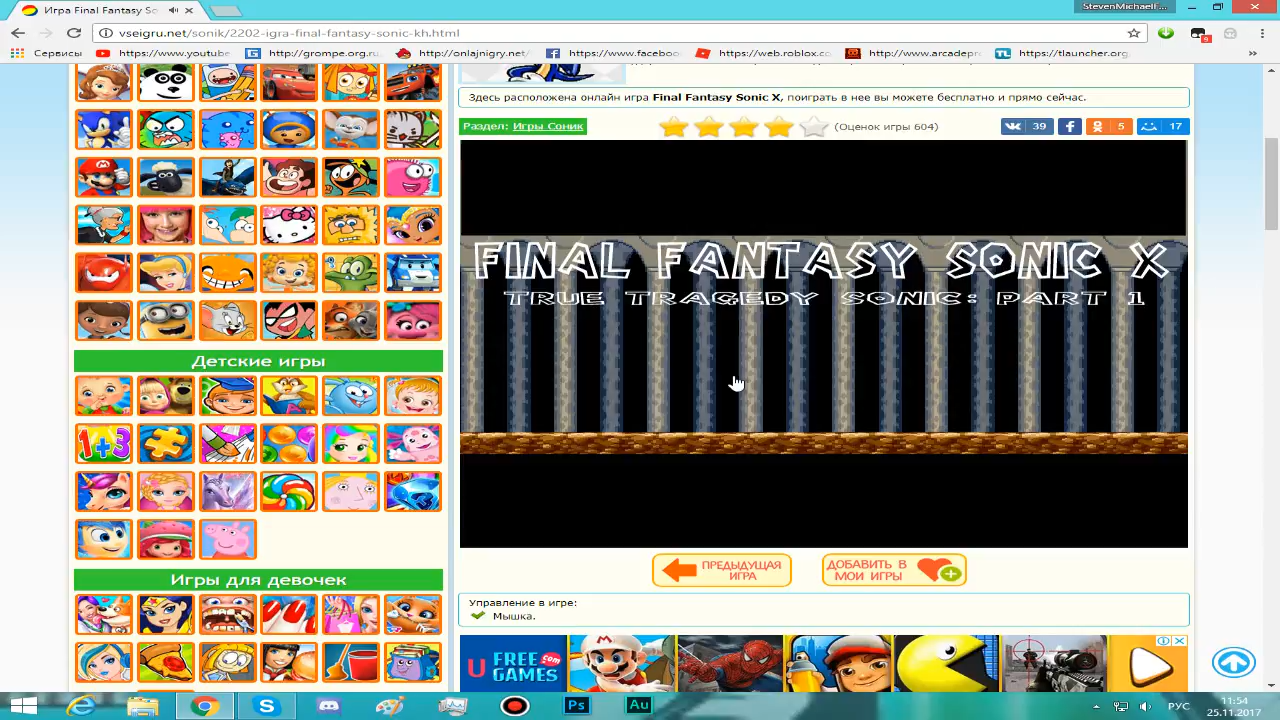 Игра Final Fantasy So
StevenMichaelF...
vseigru.net/sonik/2202-igra-final-fantasy-sonic-kh.html
9
Сервисы
https://www.youtube
http://grompe.org.ru
http://onlajnigry.net/
https://www.faceboo
https://web.roblox.c
http://www.arcadepr
https://tlauncher.org
Здесь расположена онлайн игра Final Fantasy Sonic X, поиграть в нее вы можете бесплатно и прямо сейчас.
Раздел: Игры Соник
(Оценок игры 604)
39
5
17
FINAL FANTASY SONIC X
TRUE TRAGEDY SONIC: PART 1
Детские игры
1+3
ПРЕДЫДУЩАЯ ИГРА
ДОБАВИТЬ В МОИ ИГРЫ
Игры для девочек
Управление в игре:
Мышка.
U FREE GAMES .com
Ps
Au
РУС
11:54
25.11.2017